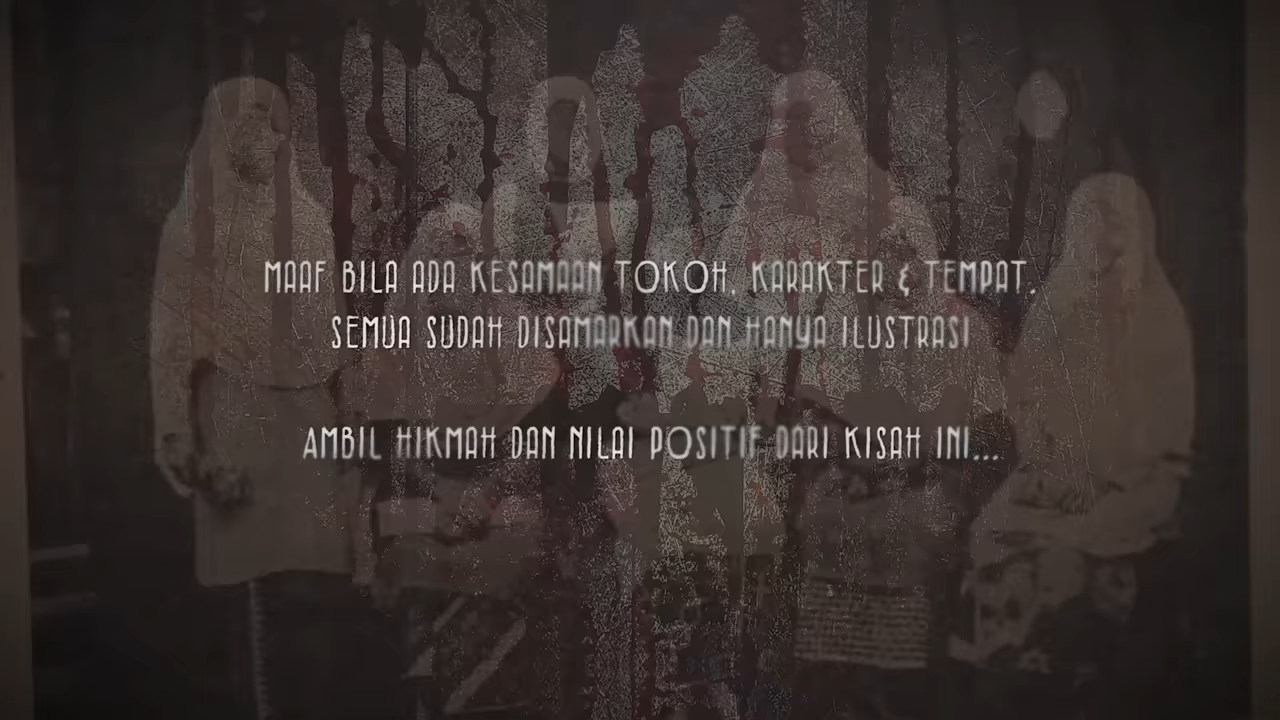 MAAF BILA ADA KESAMAAN TOKOH, KARAKTER & TEMPAT.
SEMUA SUDAH DISAMARKAN DAN HANYA ILUSTRASI
AMBIL HIKMAH DAN NILAI POSITIF DARI KISAH INI...